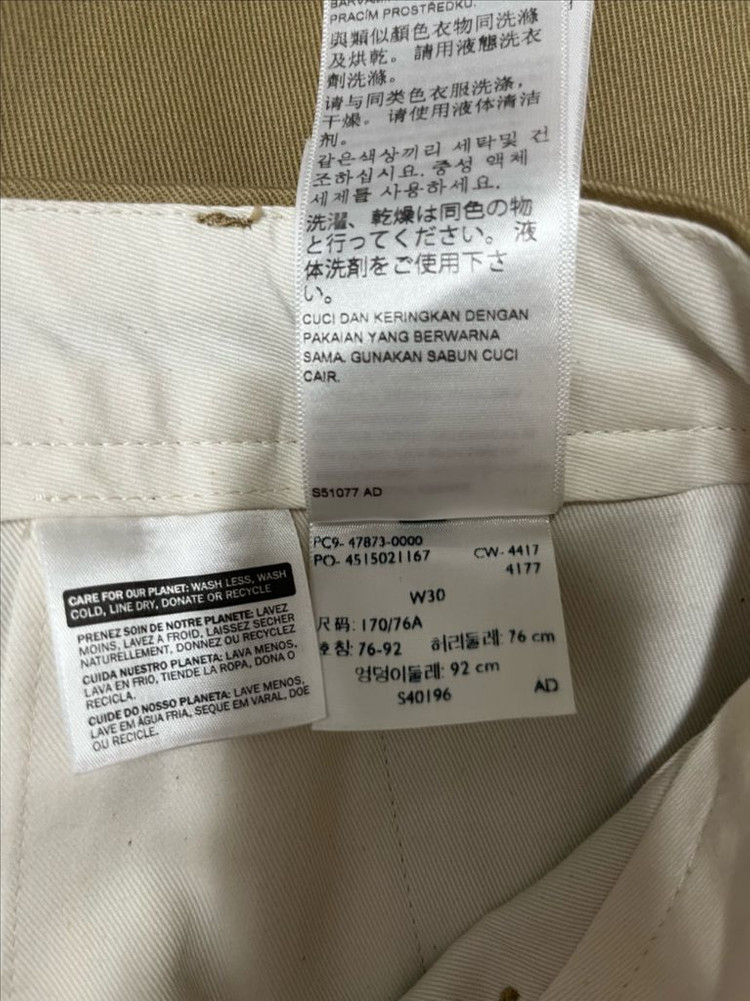 PRACÍM PROSTŘEDKU.
與類似顏色衣物同洗滌
及烘乾。請用液態洗衣
劑洗滌。
请与同类色衣服洗涤，
干燥。请使用液体清洁
剂。
같은색상끼리 세탁및 건
조하십시요. 중성 액체
세제를 사용하세요.
洗濯、乾燥は同色の物
と行ってください。液
体洗剤をご使用下さ
い。
CUCI DAN KERINGKAN DENGAN
PAKAIAN YANG BERWARNA
SAMA. GUNAKAN SABUN CUCI
CAIR.
S51077 AD
CARE FOR OUR PLANET: WASH LESS, WASH
COLD, LINE DRY, DONATE OR RECYCLE
PRENEZ SOIN DE NOTRE PLANETE: LAVEZ
MOINS, LAVEZ A FROID, LAISSEZ SECHER
NATURELLEMENT, DONNEZ OU RECYCLEZ
CUIDA NUESTRO PLANETA: LAVA MENOS,
LAVA EN FRIO, TIENDE LA ROPA, DONA O
RECICLA.
CUIDE DO NOSSO PLANETA: LAVE MENOS,
LAVE EM ÁGUA FRIA, SEQUE EM VARAL, DOE
OU RECICLE.
PC9- 47873-0000
PO- 4515021167 CW- 4417
4177
W30
尺码: 170/76A
호칭: 76-92 허리둘레: 76 cm
엉덩이둘레: 92 cm
S40196 AD